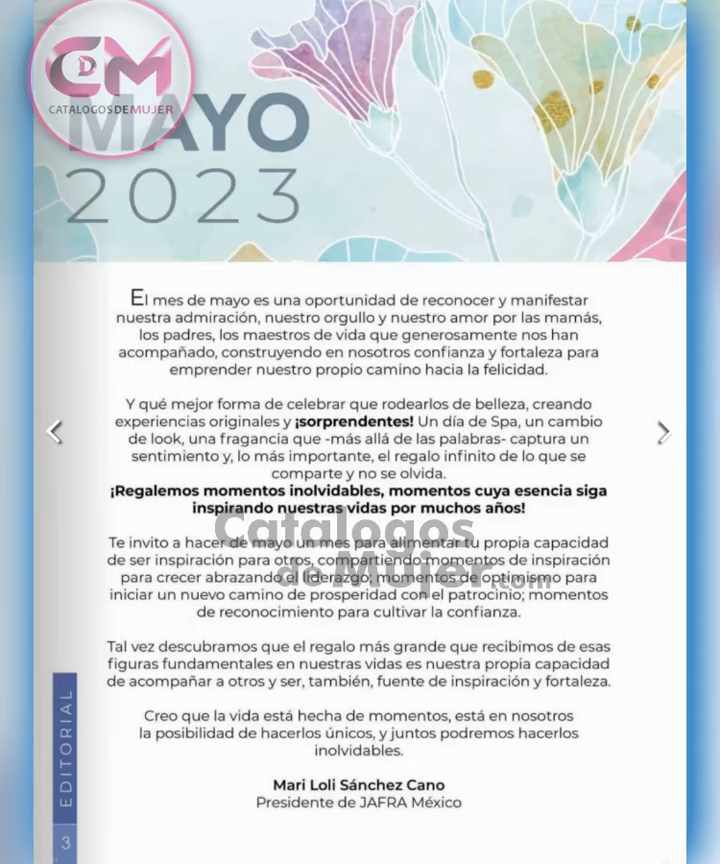 CDM
CATALOGOS DE MUJER
MAYO
2023
El mes de mayo es una oportunidad de reconocer y manifestar
nuestra admiración, nuestro orgullo y nuestro amor por las mamás,
los padres, los maestros de vida que generosamente nos han
acompañado, construyendo en nosotros confianza y fortaleza para
emprender nuestro propio camino hacia la felicidad.
Y qué mejor forma de celebrar que rodearlos de belleza, creando
experiencias originales y ¡sorprendentes! Un día de Spa, un cambio
de look, una fragancia que -más allá de las palabras- captura un
sentimiento y, lo más importante, el regalo infinito de lo que se
comparte y no se olvida.
¡Regalemos momentos inolvidables, momentos cuya esencia siga
inspirando nuestras vidas por muchos años!
Catalogos
de Mujer.com
Te invito a hacer de mayo un mes para alimentar tu propia capacidad
de ser inspiración para otros, compartiendo momentos de inspiración
para crecer abrazando el liderazgo; momentos de optimismo para
iniciar un nuevo camino de prosperidad con el patrocinio; momentos
de reconocimiento para cultivar la confianza.
Tal vez descubramos que el regalo más grande que recibimos de esas
figuras fundamentales en nuestras vidas es nuestra propia capacidad
de acompañar a otros y ser, también, fuente de inspiración y fortaleza.
Creo que la vida está hecha de momentos, está en nosotros
la posibilidad de hacerlos únicos, y juntos podremos hacerlos
inolvidables.
Mari Loli Sánchez Cano
Presidente de JAFRA México
EDITORIAL
3